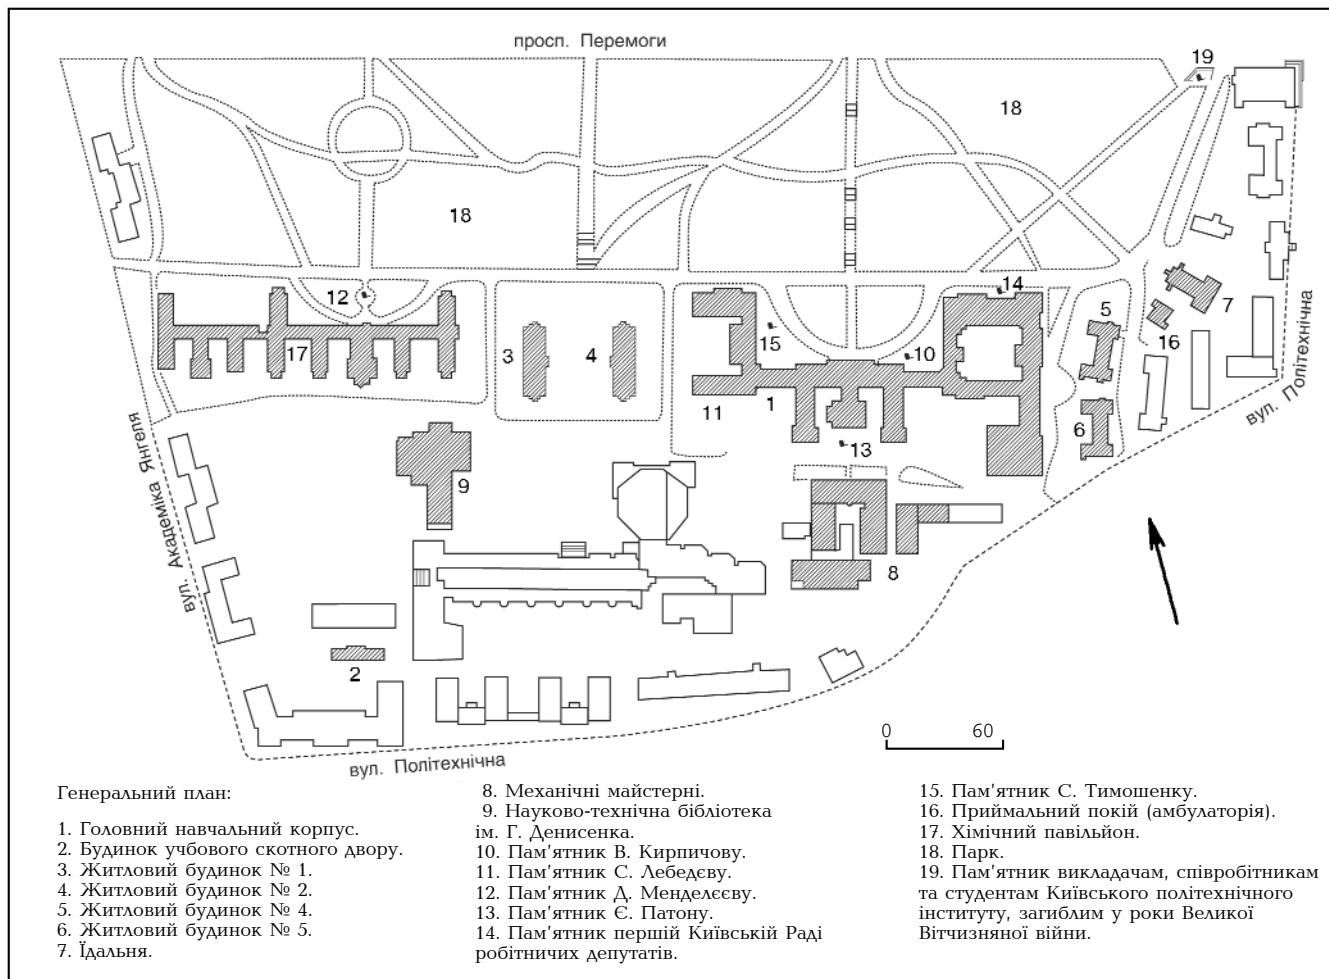 просп. Перемоги
19
18
18
12
14
7
5
15
16
3
4
17
10
11
1
6
13
9
8
2
вул. Академіка Янгеля
вул. Політехнічна
вул. Політехнічна
0 60
Генеральний план:
1. Головний навчальний корпус.
2. Будинок учбового скотного двору.
3. Житловий будинок № 1.
4. Житловий будинок № 2.
5. Житловий будинок № 4.
6. Житловий будинок № 5.
7. Їдальня.
8. Механічні майстерні.
9. Науково-технічна бібліотека
ім. Г. Денисенка.
10. Пам'ятник В. Кирпичову.
11. Пам'ятник С. Лебедєву.
12. Пам'ятник Д. Менделєєву.
13. Пам'ятник Є. Патону.
14. Пам'ятник першій Київській Раді
робітничих депутатів.
15. Пам'ятник С. Тимошенку.
16. Приймальний покій (амбулаторія).
17. Хімічний павільйон.
18. Парк.
19. Пам'ятник викладачам, співробітникам
та студентам Київського політехнічного
інституту, загиблим у роки Великої
Вітчизняної війни.